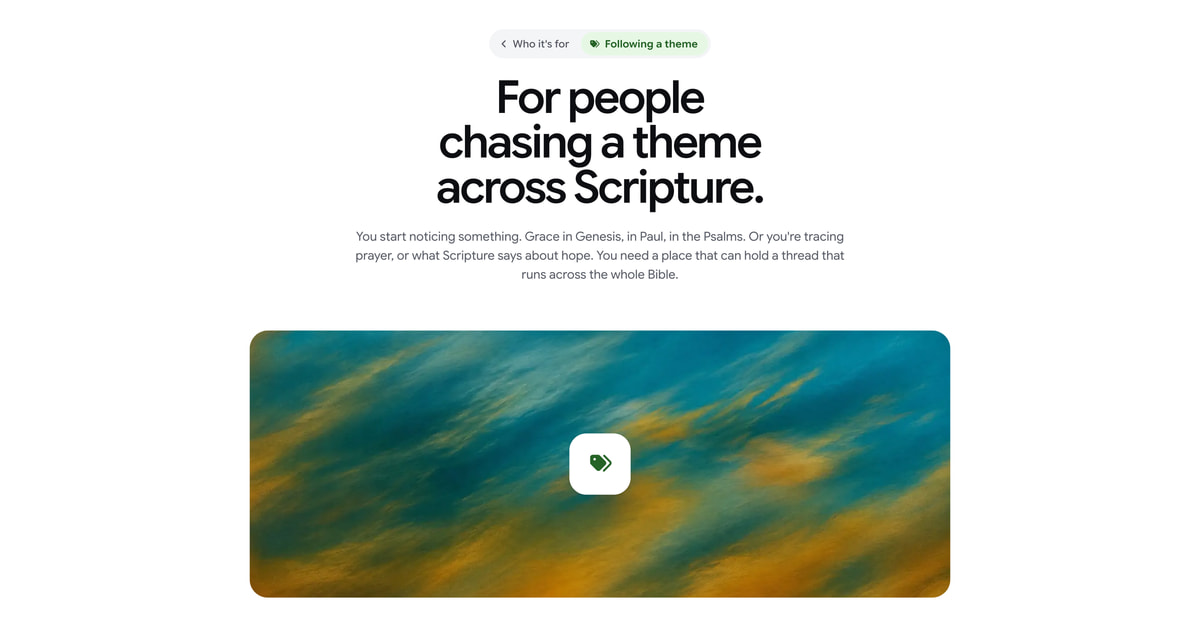 Who it's for
Following a theme
For people
chasing a theme
across Scripture.
You start noticing something. Grace in Genesis, in Paul, in the Psalms. Or you're tracing
prayer, or what Scripture says about hope. You need a place that can hold a thread that
runs across the whole Bible.